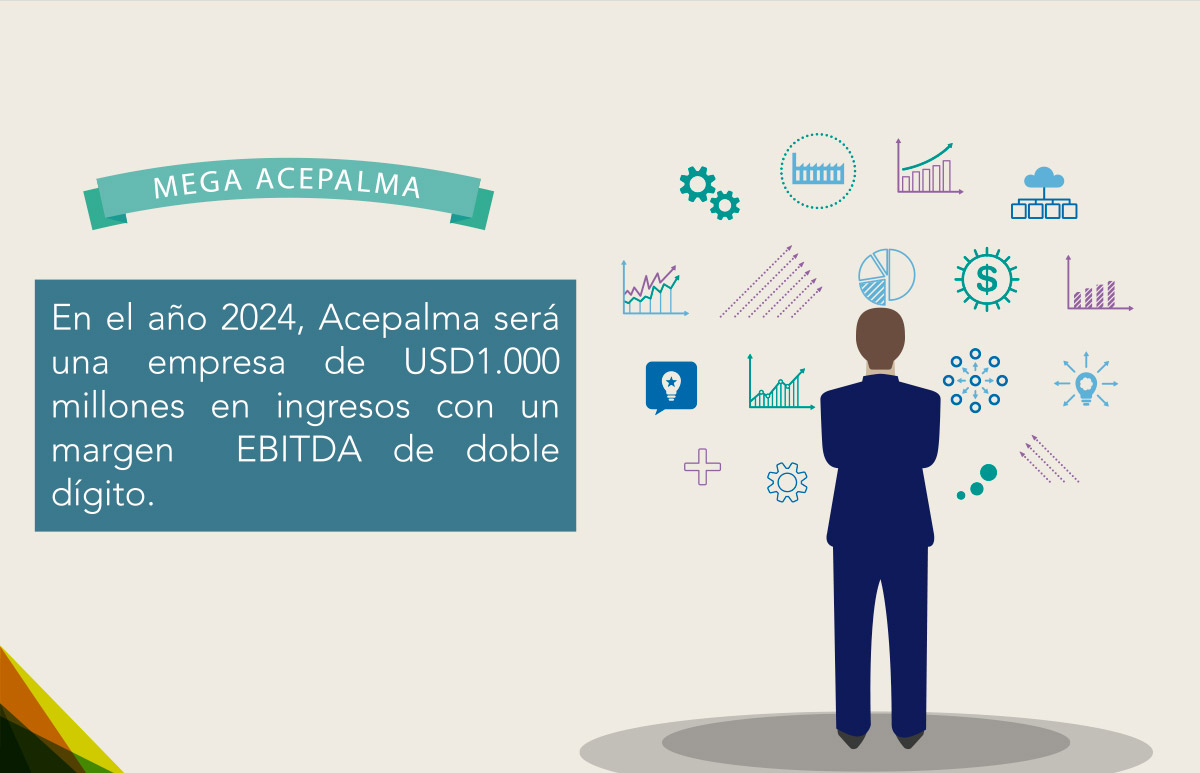 MEGA ACEPALMA
En el año 2024, Acepalma será
una empresa de USD1.000
millones en ingresos con un
margen EBITDA de doble
dígito.
$